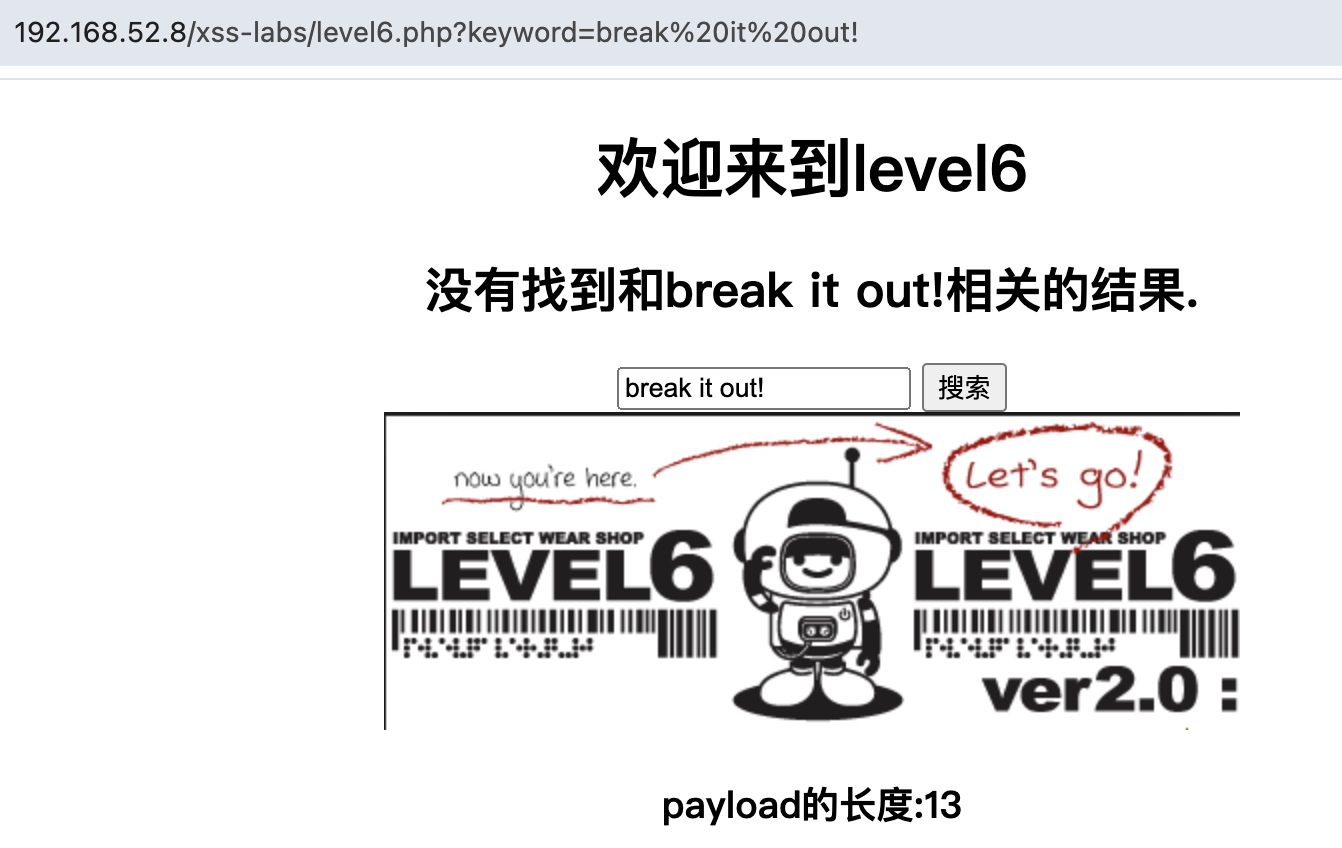 192.168.52.8/xss-labs/level6.php?keyword=break%20it%20out!
欢迎来到level6
没有找到和break it out!相关的结果.
break it out! 搜索
now you're here. Let's go!
IMPORT SELECT WEAR SHOP IMPORT SELECT WEAR SHOP
LEVEL6 LEVEL6
ver2.0 :
payload的长度:13